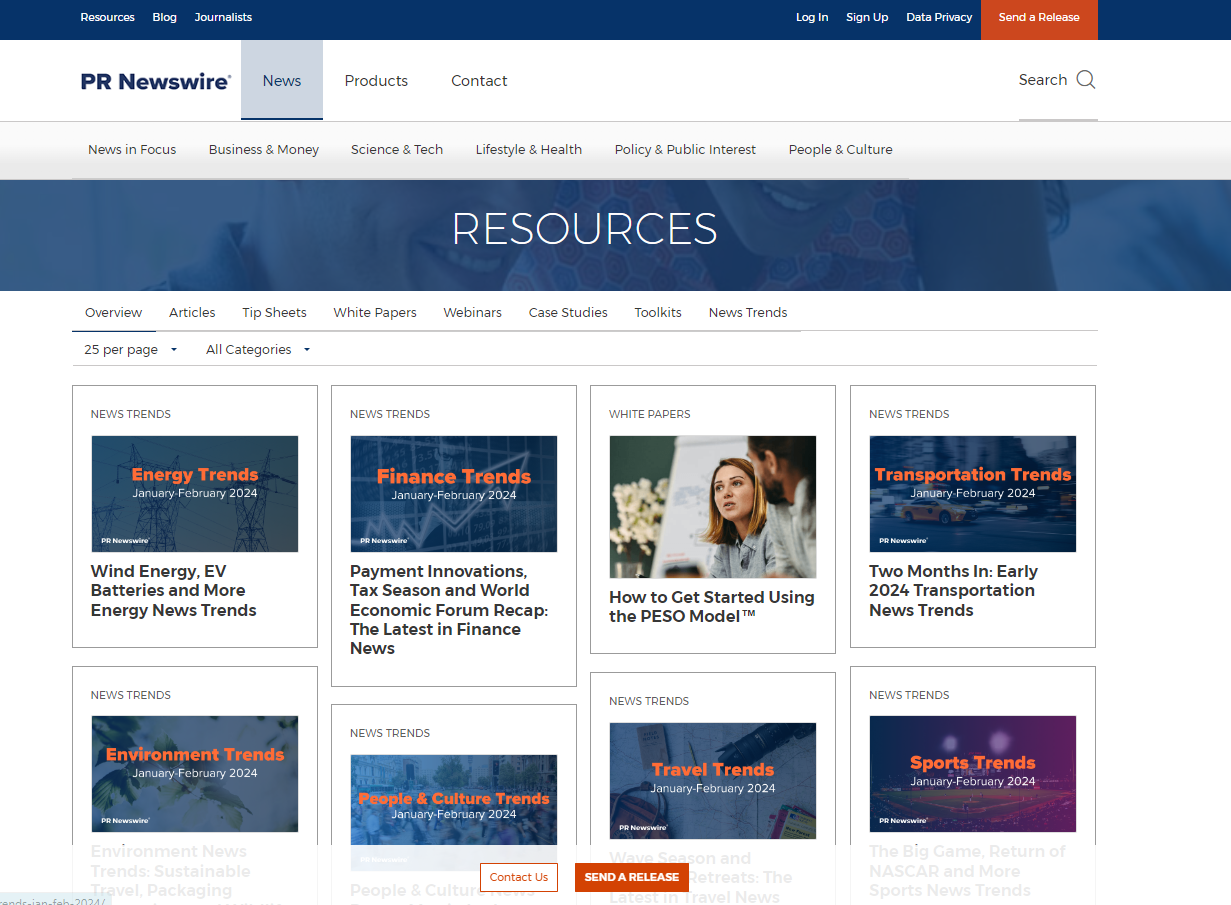 Resources Blog Journalists Log In Sign Up Data Privacy Send a Release
PR Newswire® News Products Contact Search
News in Focus Business & Money Science & Tech Lifestyle & Health Policy & Public Interest People & Culture
RESOURCES
Overview Articles Tip Sheets White Papers Webinars Case Studies Toolkits News Trends
25 per page All Categories
NEWS TRENDS
Energy Trends
January-February 2024
PR Newswire®
Wind Energy, EV
Batteries and More
Energy News Trends
NEWS TRENDS
Finance Trends
January-February 2024
PR Newswire®
Payment Innovations,
Tax Season and World
Economic Forum Recap:
The Latest in Finance
News
WHITE PAPERS
How to Get Started Using
the PESO Model™
NEWS TRENDS
Transportation Trends
January-February 2024
PR Newswire®
Two Months In: Early
2024 Transportation
News Trends
NEWS TRENDS
Environment Trends
January-February 2024
PR Newswire®
Environment News
Trends: Sustainable
Travel, Packaging
NEWS TRENDS
People & Culture Trends
January-February 2024
People & Culture News
NEWS TRENDS
Travel Trends
January-February 2024
PR Newswire®
Wave Season and
Retreats: The
Latest in Travel News
NEWS TRENDS
Sports Trends
January-February 2024
PR Newswire®
The Big Game, Return of
NASCAR and More
Sports News Trends
Contact Us SEND A RELEASE
rends-jan-feb-2024/